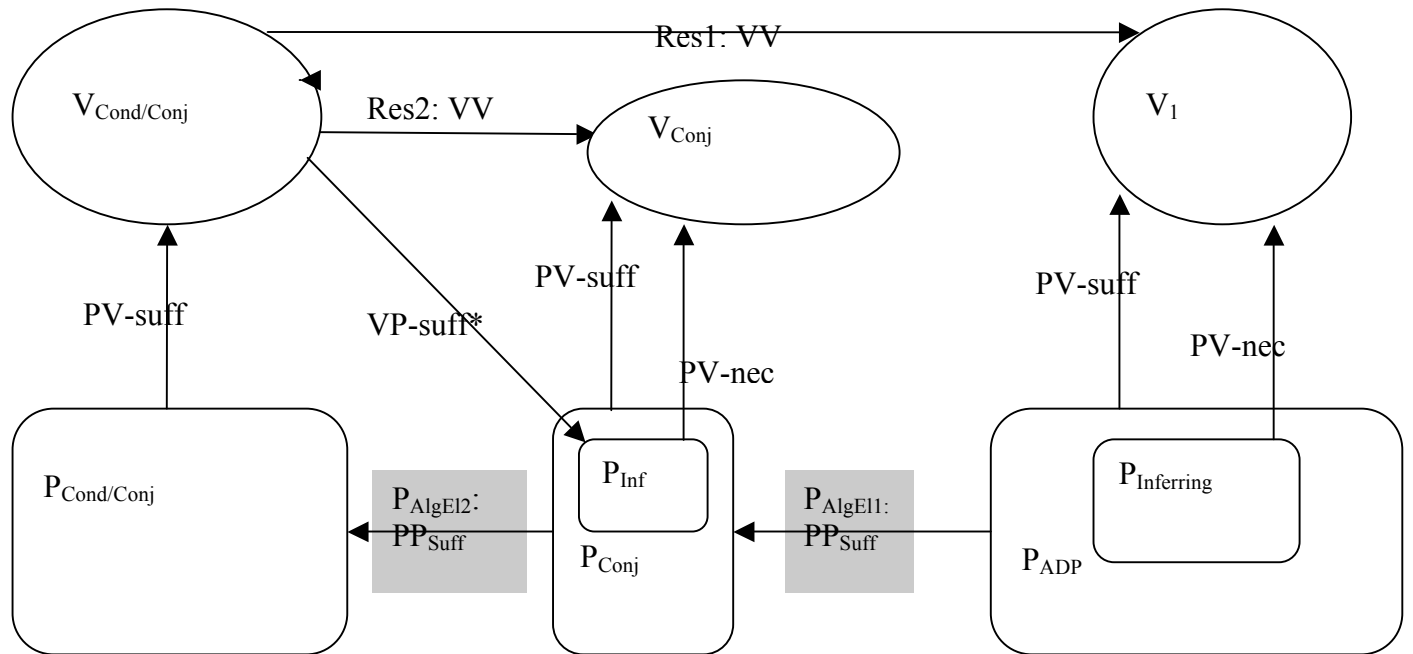 Res1: VV
V₁
V_Cond/Conj
Res2: VV
V_Conj
PV-suff
PV-suff
PV-suff
VP-suff*
PV-nec
PV-nec
P_Cond/Conj
P_AlgEl2:
PP_Suff
P_Inf
P_Conj
P_AlgEl1:
PP_Suff
P_Inferring
P_ADP